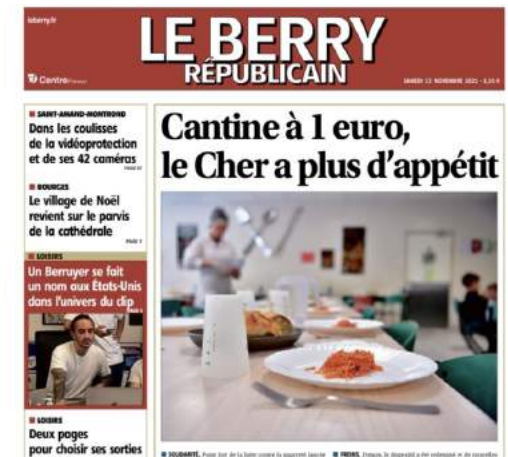 leberry.fr
LE BERRY
RÉPUBLICAIN
Centre France
SAMEDI 13 NOVEMBRE 2021 -
SAINT-AMAND-MONTROND
Dans les coulisses
de la vidéoprotection
et de ses 42 caméras
BOURGES
Le village de Noël
revient sur le parvis
de la cathédrale
LOISIRS
Un Berruyer se fait
un nom aux États-Unis
dans l'univers du clip
LOISIRS
Deux pages
pour choisir ses sorties
Cantine à 1 euro,
le Cher a plus d'appétit
SOLIDARITÉ.
FREINS.